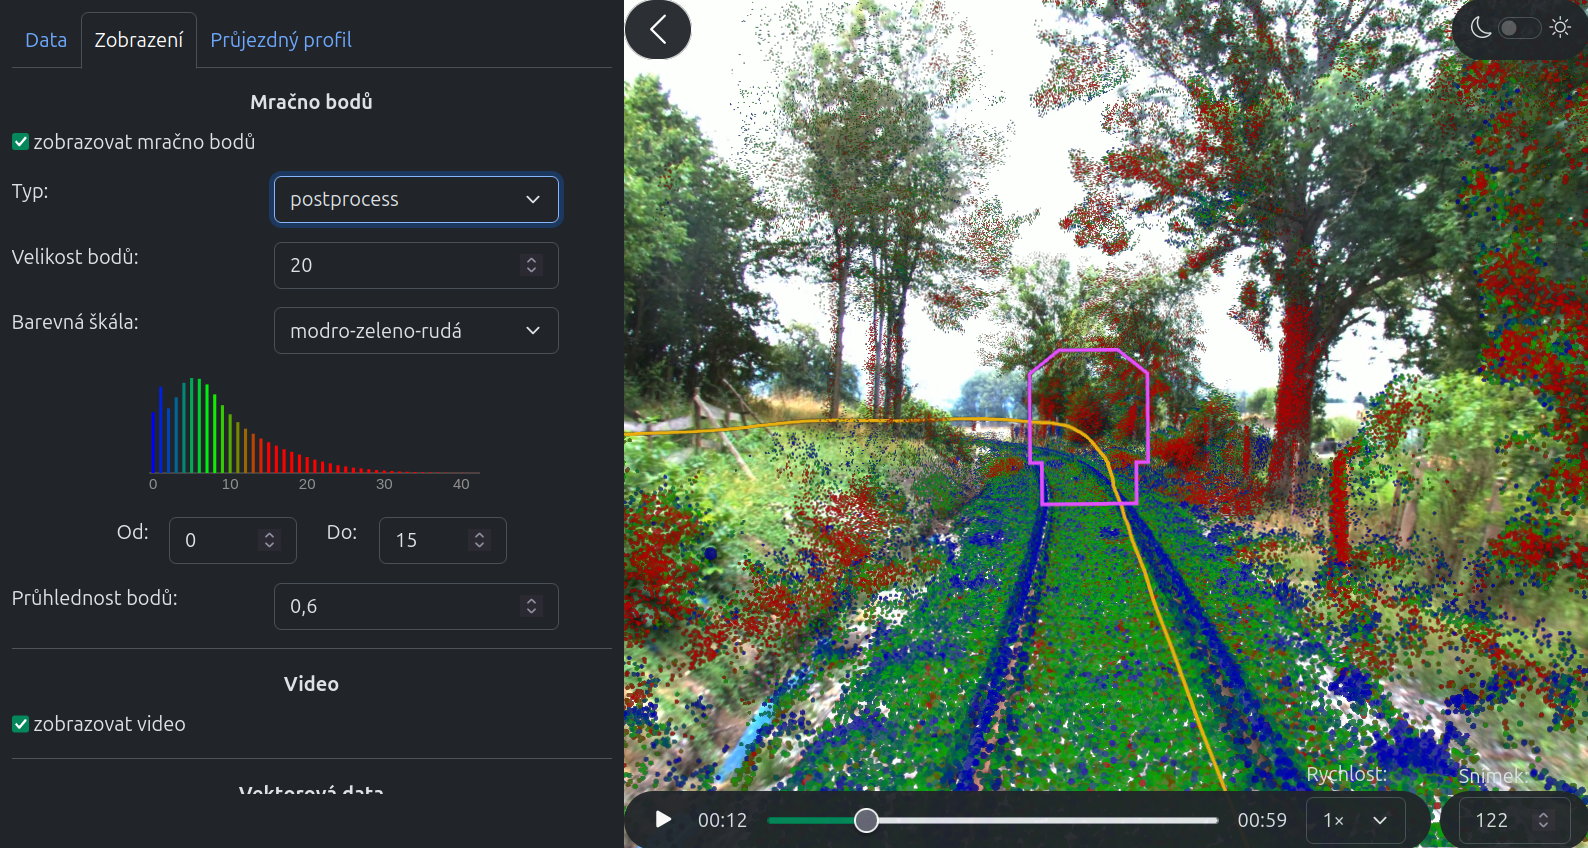 Data Zobrazení Průjezdný profil
Mračno bodů
zobrazovat mračno bodů
Typ: postprocess
Velikost bodů: 20
Barevná škála: modro-zeleno-rudá
0 10 20 30 40
Od: 0 Do: 15
Průhlednost bodů: 0,6
Video
zobrazovat video
Vektorová data
Rychlost: Snímek:
00:12 00:59 1× 122